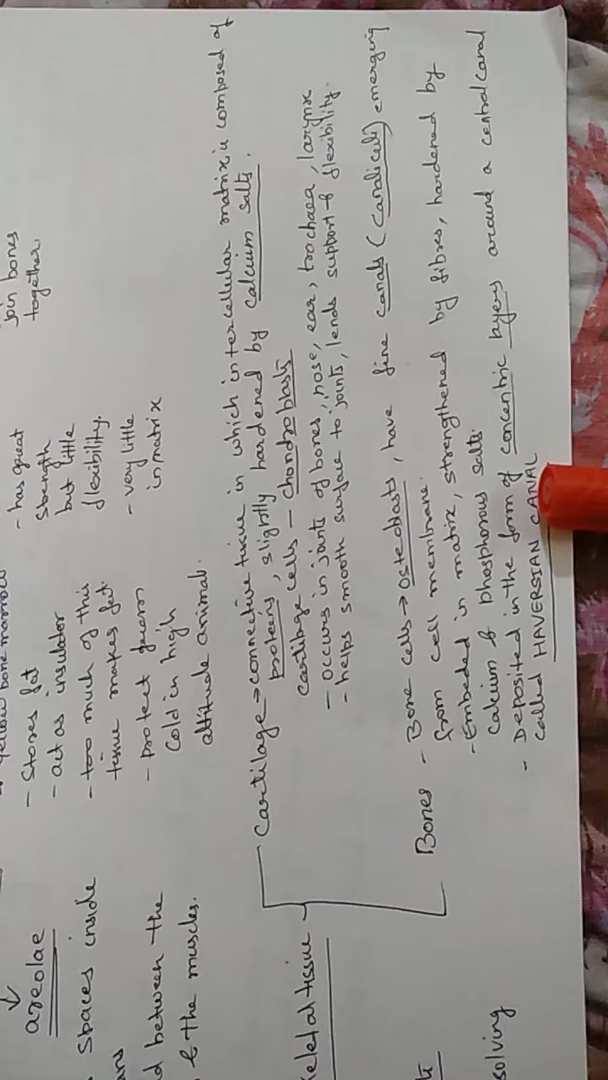 areolae
Spaces inside
d between the
& the muscles.
yellow bone marrow
- Stores fat
- act as insulator
- too much of this
tissue makes fat.
- protect from
cold in high
altitude animal.
- has great
strength
but little
flexibility.
- very little
in matrix
join bones
together.
keletal tissue
Cartilage → connective tissue in which intercellular matrix is composed of
proteins, slightly hardened by calcium salts.
cartilage cells - chondroblasts
- occurs in joints of bones, nose, ear, trachaea, larynx
- helps smooth surface to joints, lends support & flexibility.
Bones - Bone cells → osteoblasts, have fine canals (canaliculi) emerging
from cell membrane.
- Embeded in matrix, strengthened by fibres, hardened by
calcium & phosphorous salts.
- Deposited in the form of concentric layers around a central canal
called HAVERSIAN CANAL
solving